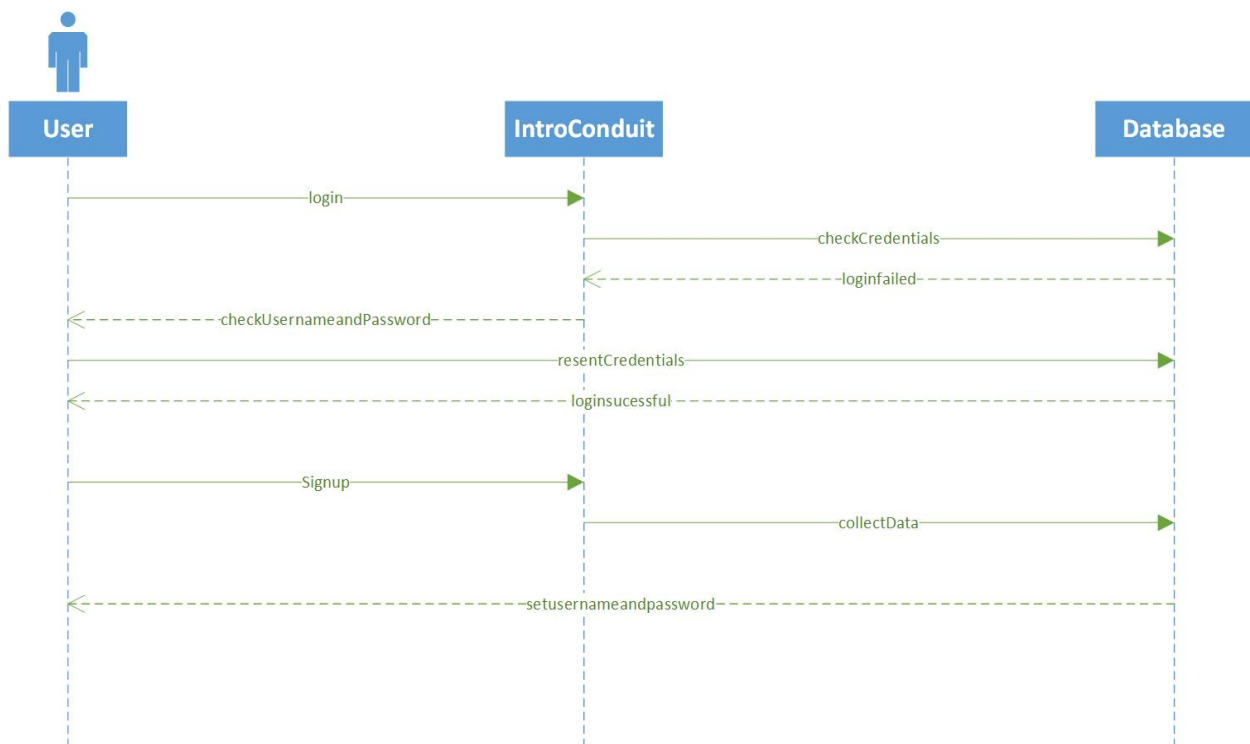 User
IntroConduit
Database
login
checkCredentials
loginfailed
checkUsernameandPassword
resentCredentials
loginsucessful
Signup
collectData
setusernameandpassword